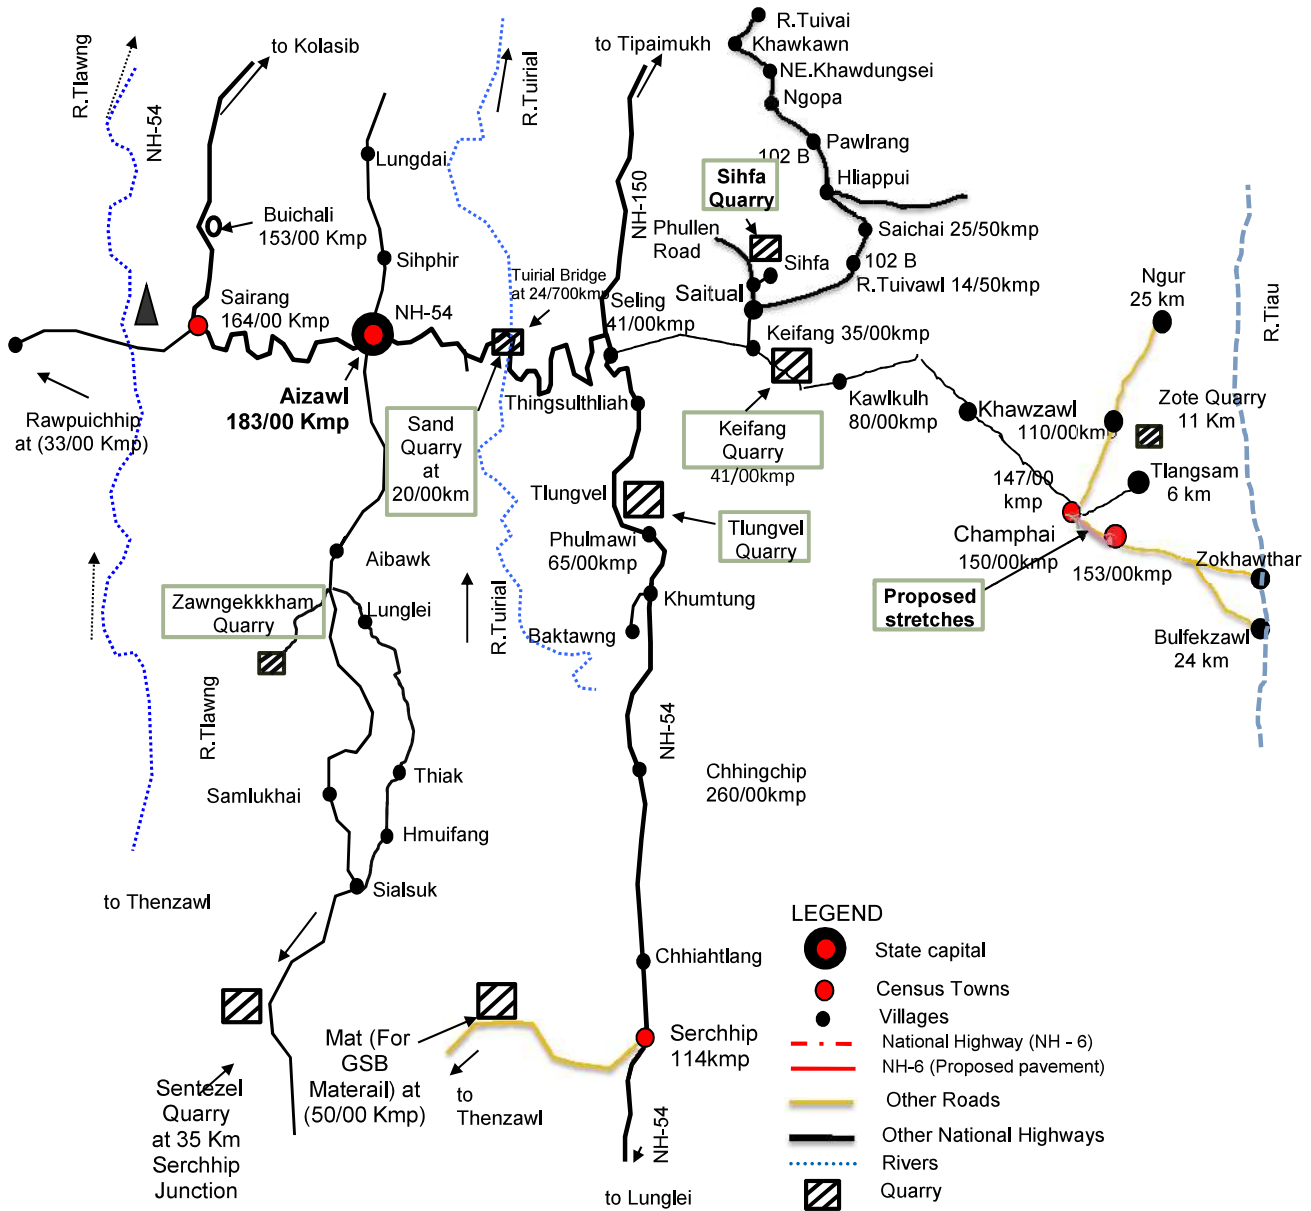 R.Tlawng
NH-54
to Kolasib
Lungdai
Buichali
153/00 Kmp
Sihphir
Sairang
164/00 Kmp
NH-54
Rawpuichhip
at (33/00 Kmp)
Aizawl
183/00 Kmp
R.Tuirial
Tuirial Bridge
at 24/700kmp
Sand
Quarry
at
20/00km
to Tipaimukh
NH-150
Seling
41/00kmp
Thingsulthliah
Tlungvel
Tlungvel
Quarry
Phulmawi
65/00kmp
Khumtung
Baktawng
R.Tuirial
NH-54
Chhingchip
260/00kmp
Chhiahtlang
Serchhip
114kmp
NH-54
to Lunglei
R.Tuivai
Khawkawn
NE.Khawdungsei
Ngopa
Pawlrang
102 B
Hliappui
Sihfa
Quarry
Phullen
Road
Sihfa
Saitual
Saichai 25/50kmp
102 B
R.Tuivawl 14/50kmp
Keifang 35/00kmp
Keifang
Quarry
41/00kmp
Kawlkulh
80/00kmp
Khawzawl
110/00kmp
Ngur
25 km
R.Tiau
Zote Quarry
11 Km
Tlangsam
6 km
147/00
kmp
Champhai
150/00kmp
153/00kmp
Zokhawthar
Bulfekzawl
24 km
Proposed
stretches
Aibawk
Zawngekkkham
Quarry
Lunglei
R.Tlawng
Thiak
Samlukhai
Hmuifang
Sialsuk
to Thenzawl
Sentezel
Quarry
at 35 Km
Serchhip
Junction
Mat (For
GSB
Materail) at
(50/00 Kmp)
to
Thenzawl
LEGEND
State capital
Census Towns
Villages
National Highway (NH - 6)
NH-6 (Proposed pavement)
Other Roads
Other National Highways
Rivers
Quarry